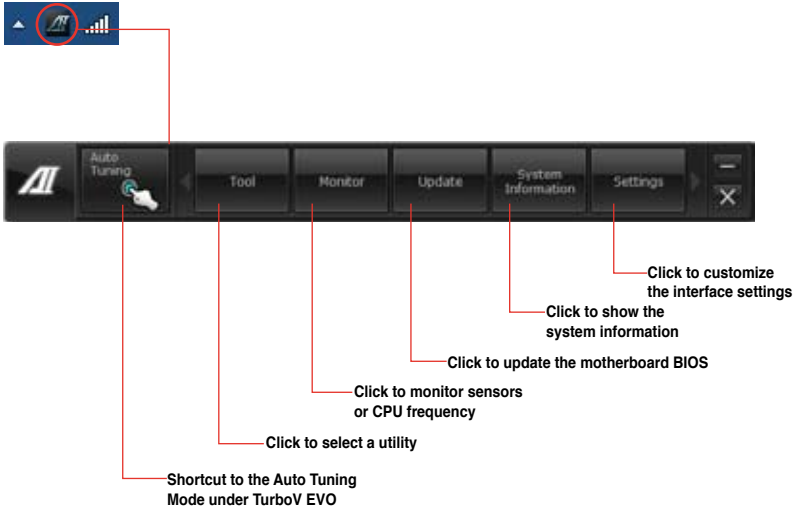 Auto
Tuning
Tool
Monitor
Update
System
Information
Settings
Click to customize
the interface settings
Click to show the
system information
Click to update the motherboard BIOS
Click to monitor sensors
or CPU frequency
Click to select a utility
Shortcut to the Auto Tuning
Mode under TurboV EVO